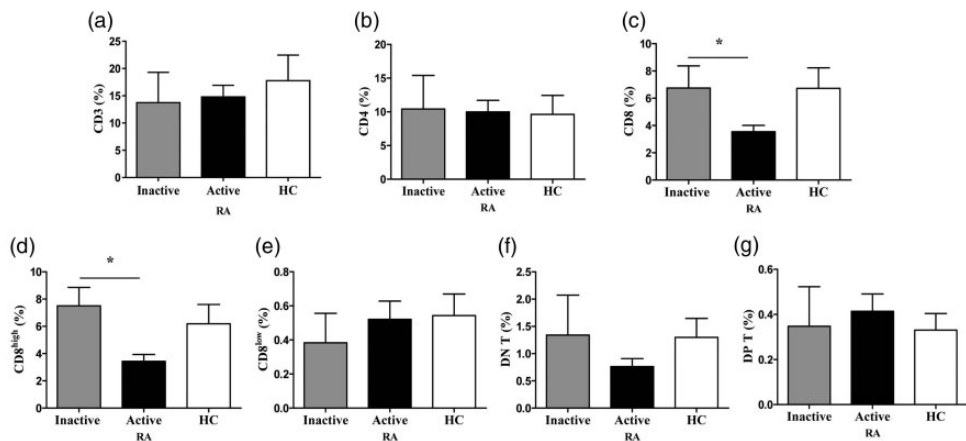 (a)
25
20
15
10
5
0
CD3 (%)
Inactive Active HC
RA
(b)
20
15
10
5
0
CD4 (%)
Inactive Active HC
RA
(c)
10
8
6
4
2
0
CD8 (%)
*
Inactive Active HC
RA
(d)
10
8
6
4
2
0
CD8high (%)
*
Inactive Active HC
RA
(e)
0.8
0.6
0.4
0.2
0.0
CD8low (%)
Inactive Active HC
RA
(f)
2.5
2.0
1.5
1.0
0.5
0.0
DN T (%)
Inactive Active HC
RA
(g)
0.6
0.4
0.2
0.0
DP T (%)
Inactive Active HC
RA